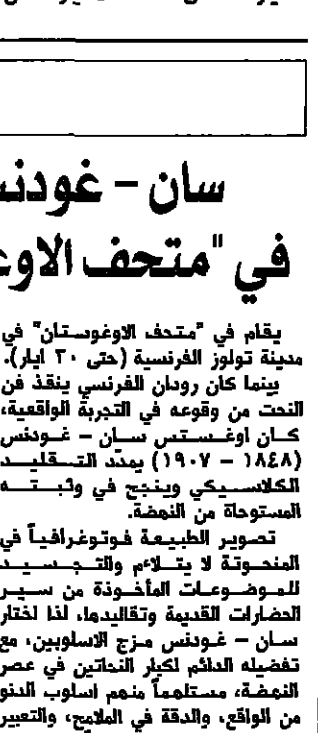 سان - غودنس
في "متحف الاوغ
يقام في "متحف الاوغوستان" في
مدينة تولوز الفرنسية (حتى ٣٠ ايار).
بينما كان رودان الفرنسي ينقذ فن
النحت من وقوعه في التجربة الواقعية،
كان اوغستس سان - غودنس
(١٨٤٨ - ١٩٠٧) يمدّد التقليد
الكلاسيكي وينجح في وثبته
المستوحاة من النهضة.
تصوير الطبيعة فوتوغرافياً في
المنحوتة لا يتلاءم والتجسيد
للموضوعات المأخوذة من سير
الحضارات القديمة وتقاليدها، لذا اختار
سان - غودنس مزج الاسلوبين، مع
تفضيله الدائم لكبار النحاتين في عصر
النهضة، مستلهماً منهم اسلوب الدنو
من الواقع، والدقة في الملامح، والتعبير